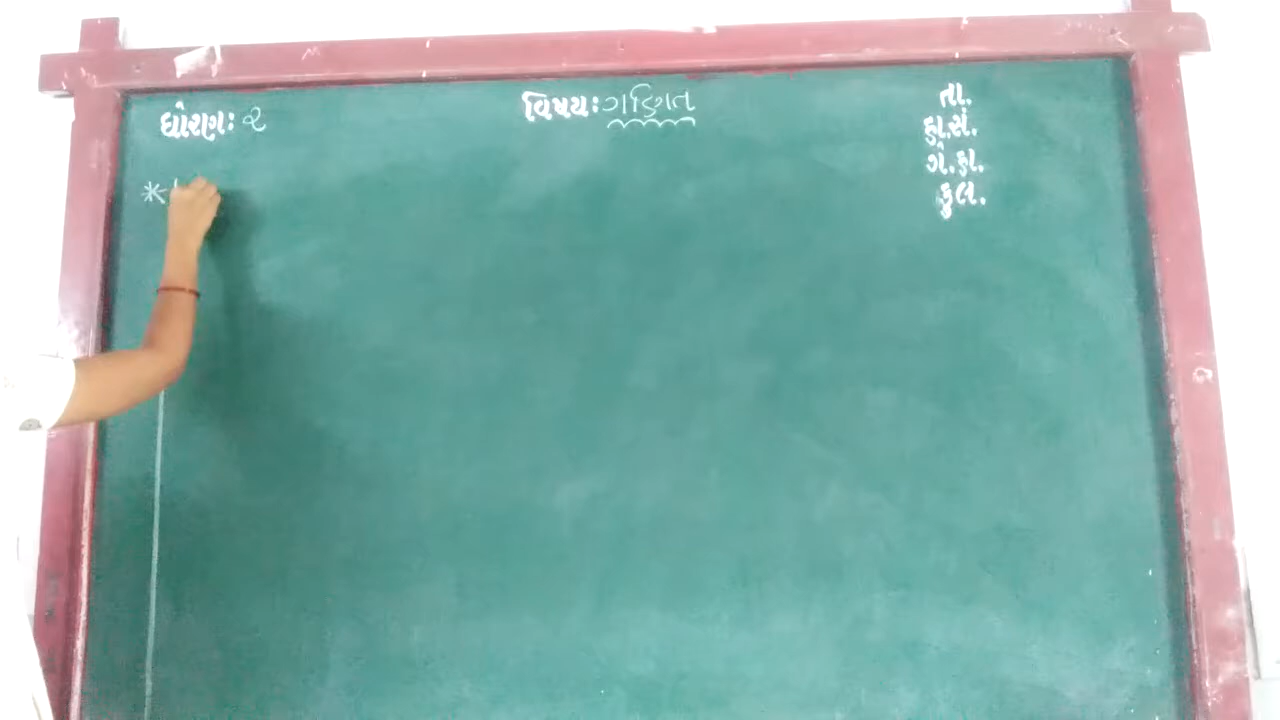 ધોરણઃ ૨
વિષયઃ ગણિત
તા.
હા.સં.
ગે.હા.
કુલ.
*